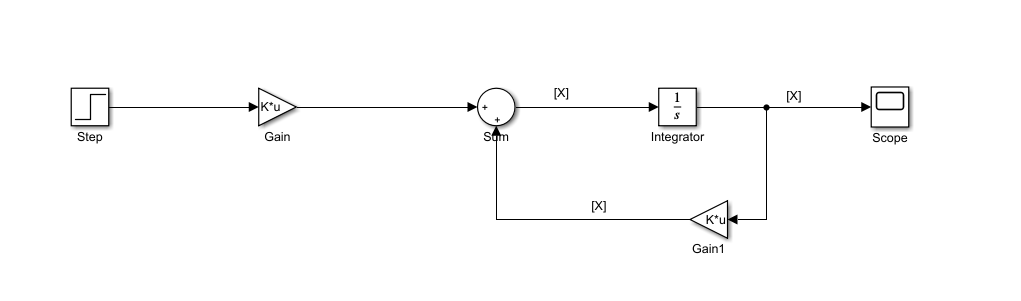 [X]
[X]
K*u
+
+
1
s
Step
Gain
Sum
Integrator
Scope
[X]
K*u
Gain1